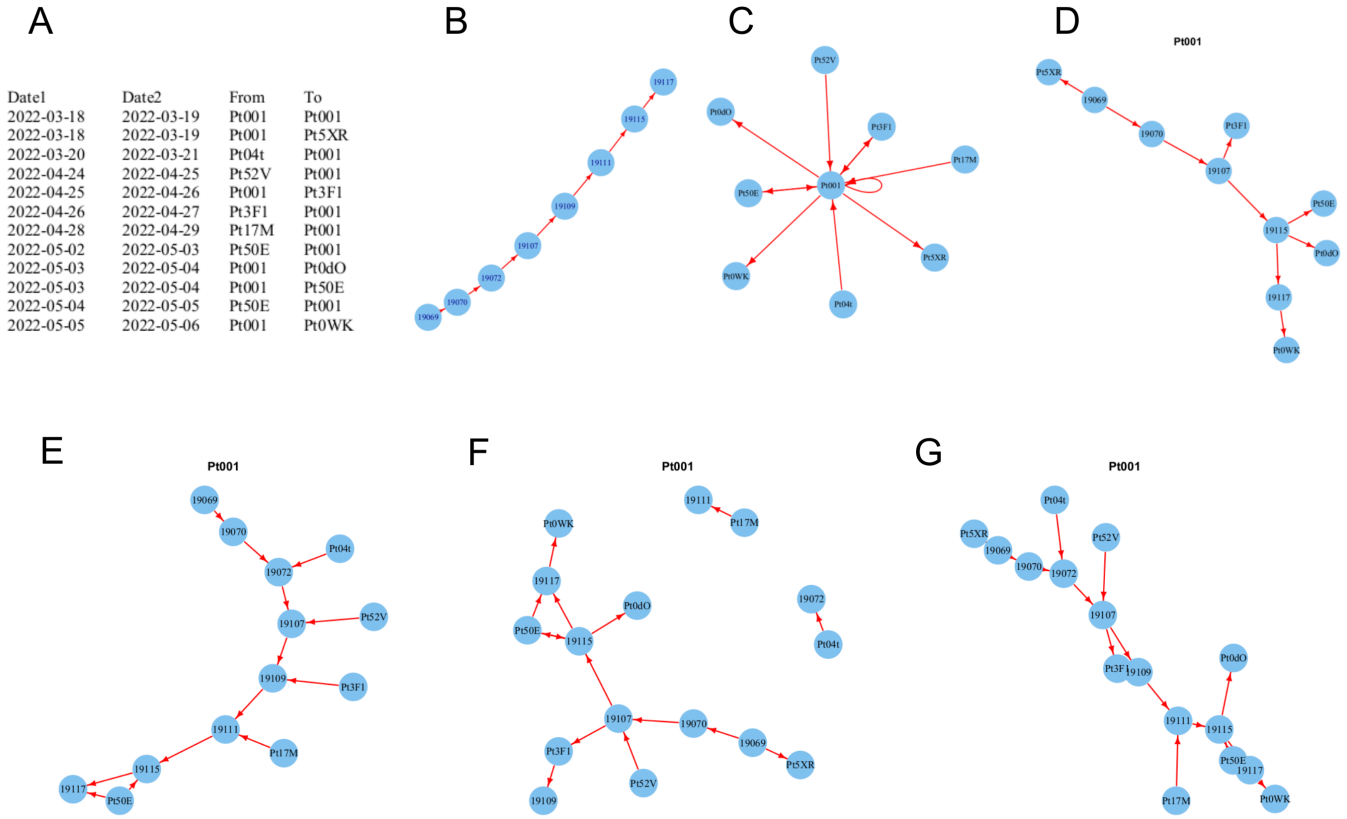 A
Date1 Date2 From To
2022-03-18 2022-03-19 Pt001 Pt001
2022-03-18 2022-03-19 Pt001 Pt5XR
2022-03-20 2022-03-21 Pt04t Pt001
2022-04-24 2022-04-25 Pt52V Pt001
2022-04-25 2022-04-26 Pt001 Pt3F1
2022-04-26 2022-04-27 Pt3F1 Pt001
2022-04-28 2022-04-29 Pt17M Pt001
2022-05-02 2022-05-03 Pt50E Pt001
2022-05-03 2022-05-04 Pt001 Pt0dO
2022-05-03 2022-05-04 Pt001 Pt50E
2022-05-04 2022-05-05 Pt50E Pt001
2022-05-05 2022-05-06 Pt001 Pt0WK
B
19117
19115
19111
19109
19107
19072
19070
19069
C
Pt52V
Pt0dO
Pt3F1
Pt17M
Pt001
Pt50E
Pt5XR
Pt0WK
Pt04t
D
Pt001
Pt5XR
19069
19070
Pt3F1
19107
Pt50E
19115
Pt0dO
19117
Pt0WK
E
Pt001
19069
19070
Pt04t
19072
Pt52V
19107
19109
Pt3F1
19111
Pt17M
19115
19117
Pt50E
F
Pt001
19111
Pt17M
Pt0WK
19117
19072
Pt0dO
Pt50E
19115
Pt04t
19107
19070
19069
Pt3F1
Pt5XR
Pt52V
19109
G
Pt001
Pt04t
Pt5XR
Pt52V
19069
19070
19072
19107
Pt0dO
Pt3F1
19109
19111
19115
Pt50E
19117
Pt17M
Pt0WK